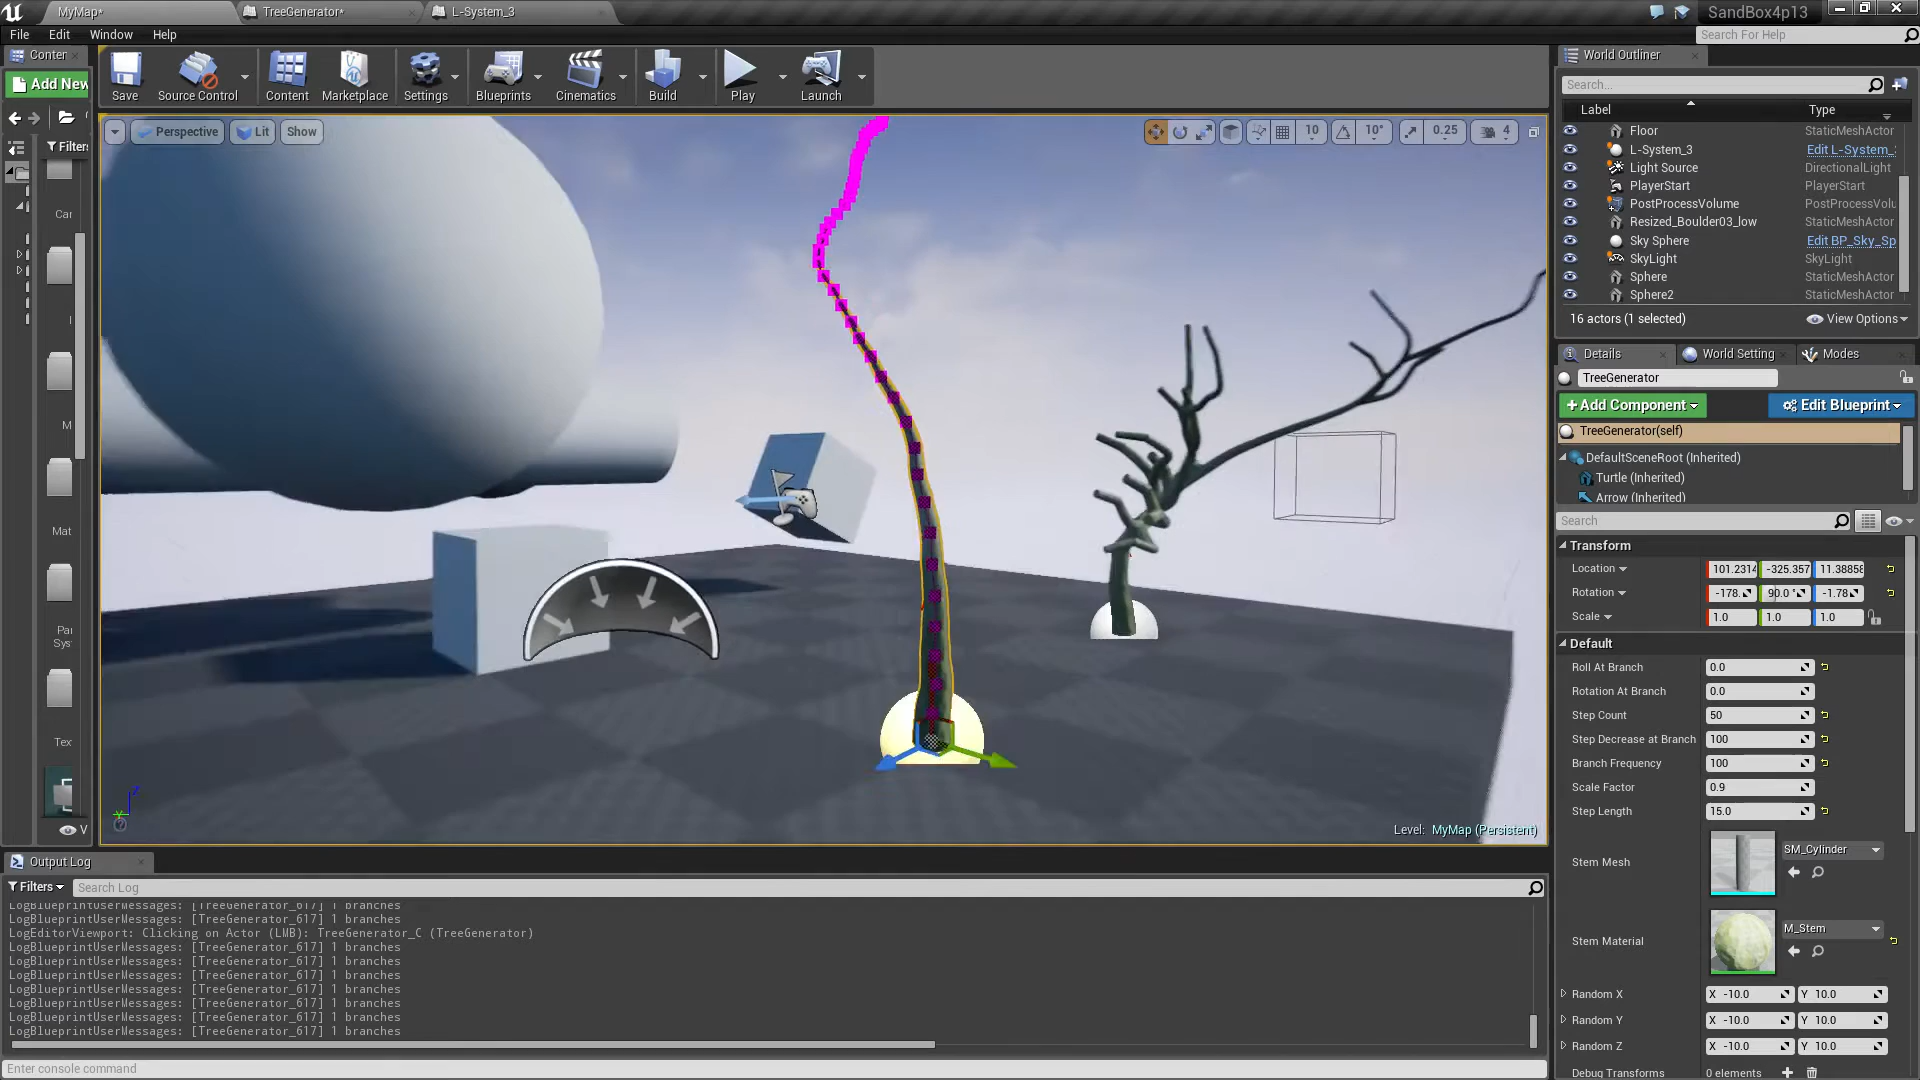 MyMap*
TreeGenerator*
L-System_3
SandBox4p13
File
Edit
Window
Help
Search For Help
Conten
Add New
Filters
Save
Source Control
Content
Marketplace
Settings
Blueprints
Cinematics
Build
Play
Launch
Perspective
Lit
Show
10
10°
0.25
4
Car
M
Mat
Par
Sys
Tex
V
Level: MyMap (Persistent)
World Outliner
Search...
Label
Type
Floor StaticMeshActor
L-System_3 Edit L-System_
Light Source DirectionalLight
PlayerStart PlayerStart
PostProcessVolume PostProcessVolu
Resized_Boulder03_low StaticMeshActor
Sky Sphere Edit BP_Sky_Sp
SkyLight SkyLight
Sphere StaticMeshActor
Sphere2 StaticMeshActor
16 actors (1 selected)
View Options
Details
World Setting
Modes
TreeGenerator
+Add Component
Edit Blueprint
TreeGenerator(self)
DefaultSceneRoot (Inherited)
Turtle (Inherited)
Arrow (Inherited)
Search
Transform
Location 101.2314 -325.357 11.38858
Rotation -178. 90.0 ° -1.78
Scale 1.0 1.0 1.0
Default
Roll At Branch 0.0
Rotation At Branch 0.0
Step Count 50
Step Decrease at Branch 100
Branch Frequency 100
Scale Factor 0.9
Step Length 15.0
Stem Mesh SM_Cylinder
Stem Material M_Stem
Random X X -10.0 Y 10.0
Random Y X -10.0 Y 10.0
Random Z X -10.0 Y 10.0
Debug Transforms 0 elements
Output Log
Filters
Search Log
LogBlueprintUserMessages: [TreeGenerator_617] 1 branches
LogBlueprintUserMessages: [TreeGenerator_617] 1 branches
LogEditorViewport: Clicking on Actor (LMB): TreeGenerator_C (TreeGenerator)
LogBlueprintUserMessages: [TreeGenerator_617] 1 branches
LogBlueprintUserMessages: [TreeGenerator_617] 1 branches
LogBlueprintUserMessages: [TreeGenerator_617] 1 branches
LogBlueprintUserMessages: [TreeGenerator_617] 1 branches
LogBlueprintUserMessages: [TreeGenerator_617] 1 branches
LogBlueprintUserMessages: [TreeGenerator_617] 1 branches
LogBlueprintUserMessages: [TreeGenerator_617] 1 branches
Enter console command